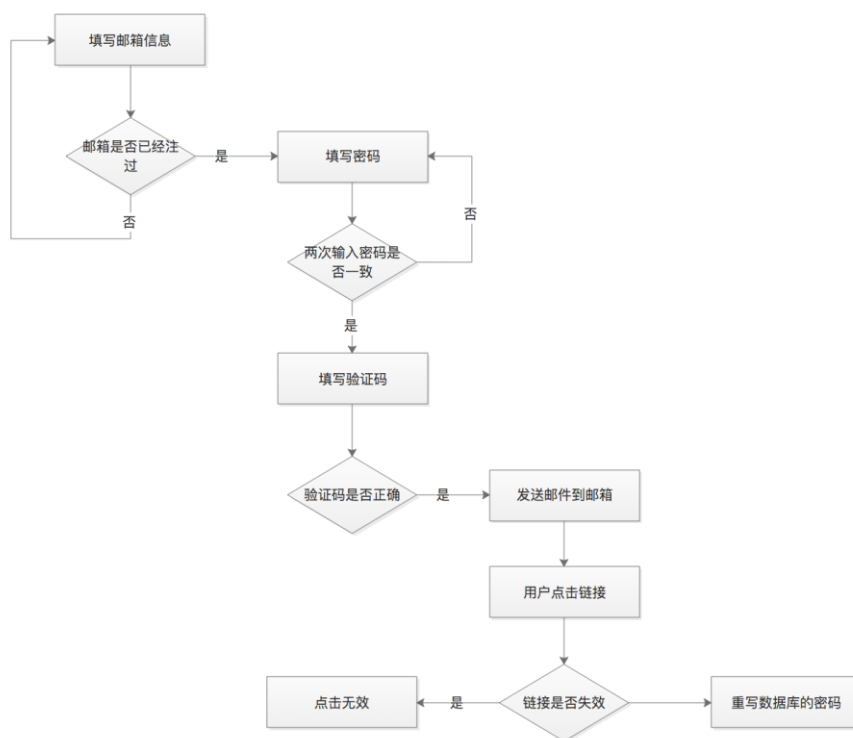 填写邮箱信息
邮箱是否已经注
过
是
填写密码
否
否
两次输入密码是
否一致
是
填写验证码
验证码是否正确
是
发送邮件到邮箱
用户点击链接
点击无效
是
链接是否失效
重写数据库的密码